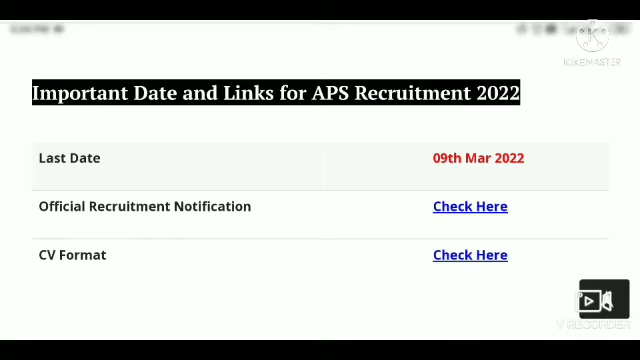 KINEMASTER
Important Date and Links for APS Recruitment 2022
Last Date 09th Mar 2022
Official Recruitment Notification Check Here
CV Format Check Here
V RECORDER